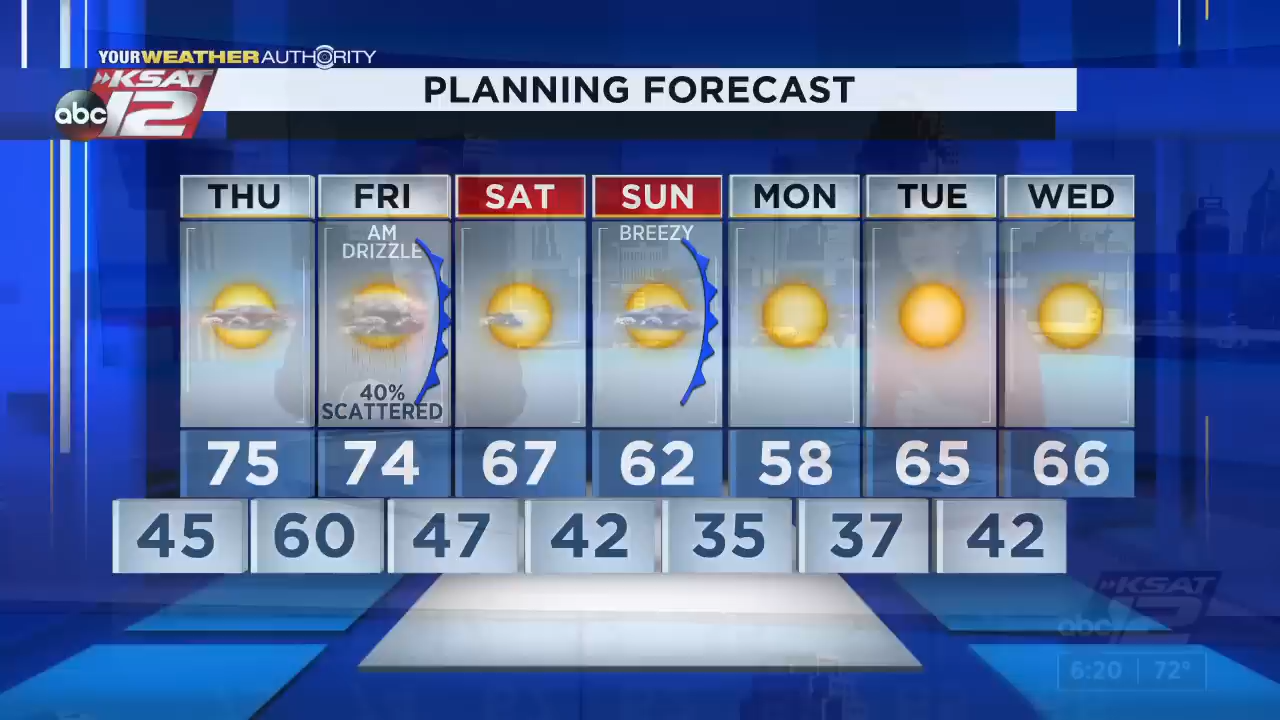 YOURWEATHERAUTHORITY
KSAT
abc 12
PLANNING FORECAST
THU FRI SAT SUN MON TUE WED
AM
DRIZZLE
BREEZY
40%
SCATTERED
75 74 67 62 58 65 66
45 60 47 42 35 37 42
KSAT
abc 12
6:20 72°